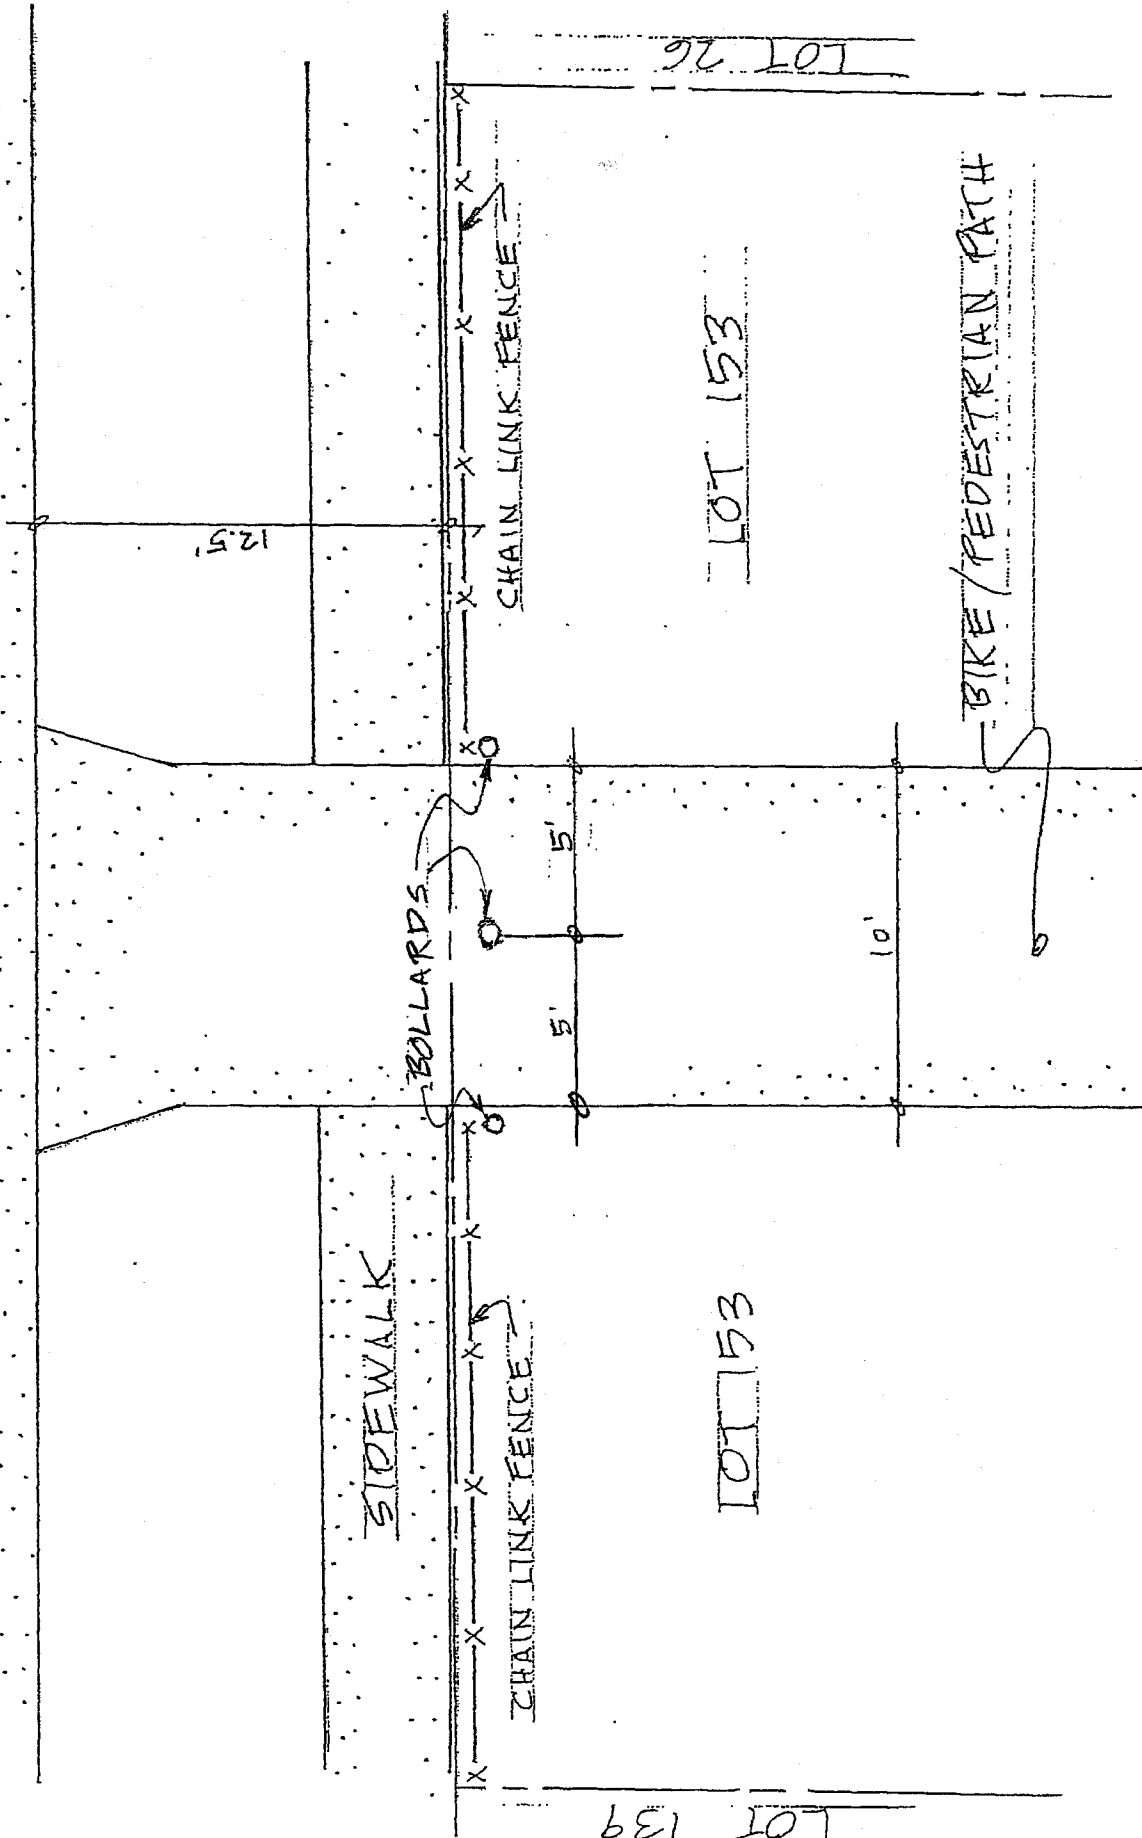 LOT 26
12.5'
CHAIN LINK FENCE
LOT 153
BIKE/PEDESTRIAN PATH
BOLLARDS
5'
5'
10'
SIDEWALK
CHAIN LINK FENCE
LOT 153
LOT 139